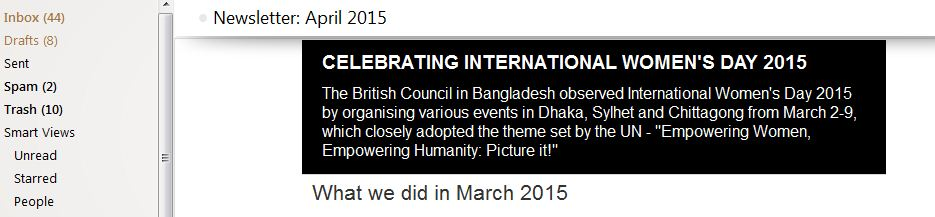 Inbox (44)
Drafts (8)
Sent
Spam (2)
Trash (10)
Smart Views
Unread
Starred
People
Newsletter: April 2015
CELEBRATING INTERNATIONAL WOMEN'S DAY 2015
The British Council in Bangladesh observed International Women's Day 2015
by organising various events in Dhaka, Sylhet and Chittagong from March 2-9,
which closely adopted the theme set by the UN - "Empowering Women,
Empowering Humanity: Picture it!"
What we did in March 2015